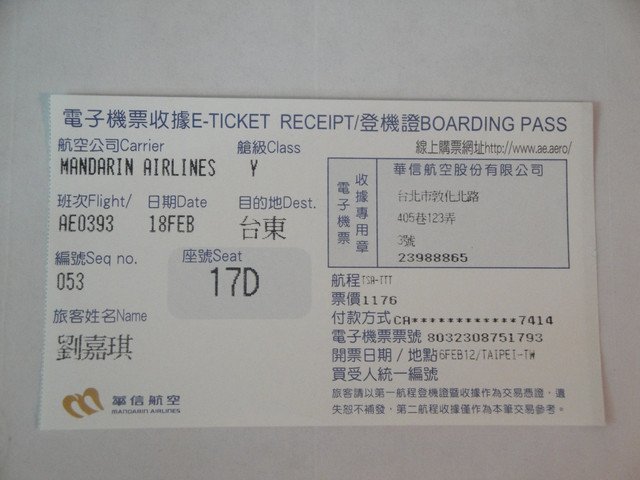 電子機票收據E-TICKET RECEIPT/登機證BOARDING PASS
航空公司Carrier 艙級Class
線上購票網址http://www.ae.aero/
MANDARIN AIRLINES Y
班次Flight/ 日期Date 目的地Dest.
AE0393 18FEB 台東
編號Seq no. 座號Seat
053 17D
旅客姓名Name
劉嘉琪
華信航空
MANDARIN AIRLINES
電子機票
收據專用章
華信航空股份有限公司
台北市敦化北路
405巷123弄
3號
23988865
航程TSA-TTT
票價1176
付款方式CA************7414
電子機票票號 8032308751793
開票日期 / 地點6FEB12/TAIPEI-TW
買受人統一編號
旅客請以第一航程登機證暨收據作為交易憑證，遺
失恕不補發，第二航程收據僅作為本筆交易參考。